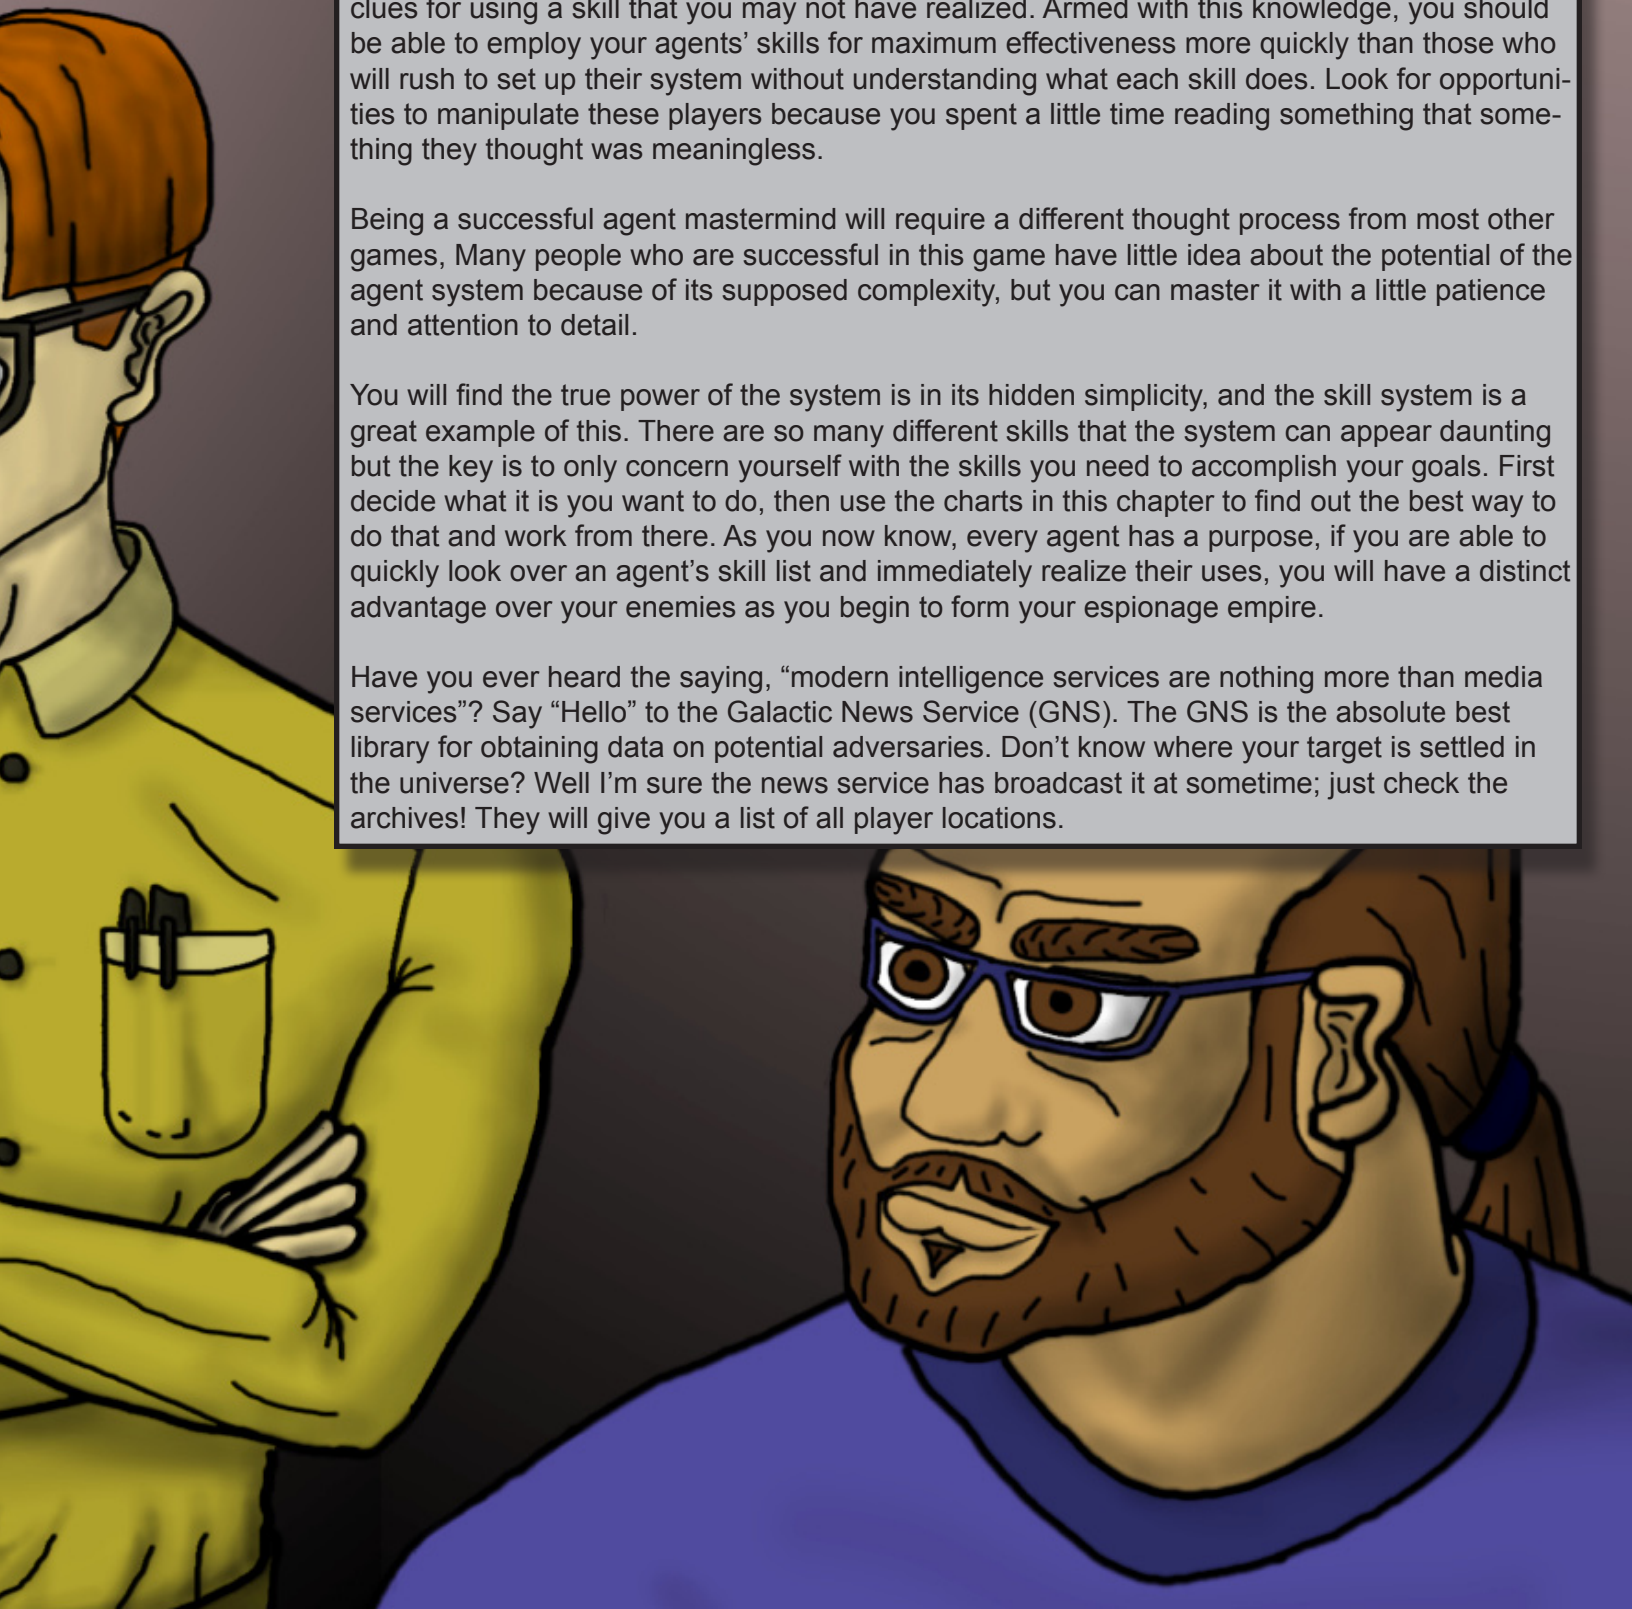 clues for using a skill that you may not have realized. Armed with this knowledge, you should
be able to employ your agents’ skills for maximum effectiveness more quickly than those who
will rush to set up their system without understanding what each skill does. Look for opportuni-
ties to manipulate these players because you spent a little time reading something that some-
thing they thought was meaningless.
Being a successful agent mastermind will require a different thought process from most other
games, Many people who are successful in this game have little idea about the potential of the
agent system because of its supposed complexity, but you can master it with a little patience
and attention to detail.
You will find the true power of the system is in its hidden simplicity, and the skill system is a
great example of this. There are so many different skills that the system can appear daunting
but the key is to only concern yourself with the skills you need to accomplish your goals. First
decide what it is you want to do, then use the charts in this chapter to find out the best way to
do that and work from there. As you now know, every agent has a purpose, if you are able to
quickly look over an agent’s skill list and immediately realize their uses, you will have a distinct
advantage over your enemies as you begin to form your espionage empire.
Have you ever heard the saying, “modern intelligence services are nothing more than media
services”? Say “Hello” to the Galactic News Service (GNS). The GNS is the absolute best
library for obtaining data on potential adversaries. Don’t know where your target is settled in
the universe? Well I’m sure the news service has broadcast it at sometime; just check the
archives! They will give you a list of all player locations.